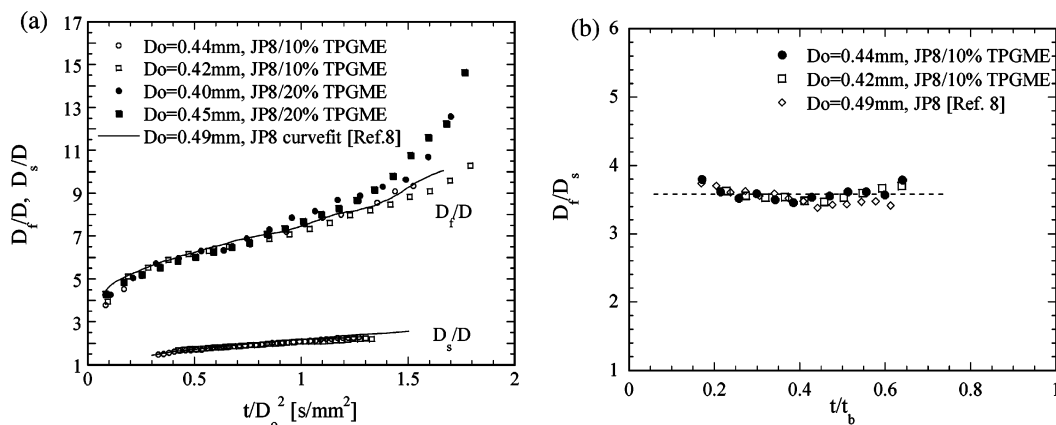 (a)
17
15
13
11
9
7
5
3
1
D_f/D, D_s/D
Do=0.44mm, JP8/10% TPGME
Do=0.42mm, JP8/10% TPGME
Do=0.40mm, JP8/20% TPGME
Do=0.45mm, JP8/20% TPGME
Do=0.49mm, JP8 curvefit [Ref.8]
D_f/D
D_s/D
0
0.5
1
1.5
2
t/D_o^2 [s/mm^2]
(b)
6
5
4
3
2
1
D_f/D_s
Do=0.44mm, JP8/10% TPGME
Do=0.42mm, JP8/10% TPGME
Do=0.49mm, JP8 [Ref. 8]
0
0.2
0.4
0.6
0.8
1
t/t_b